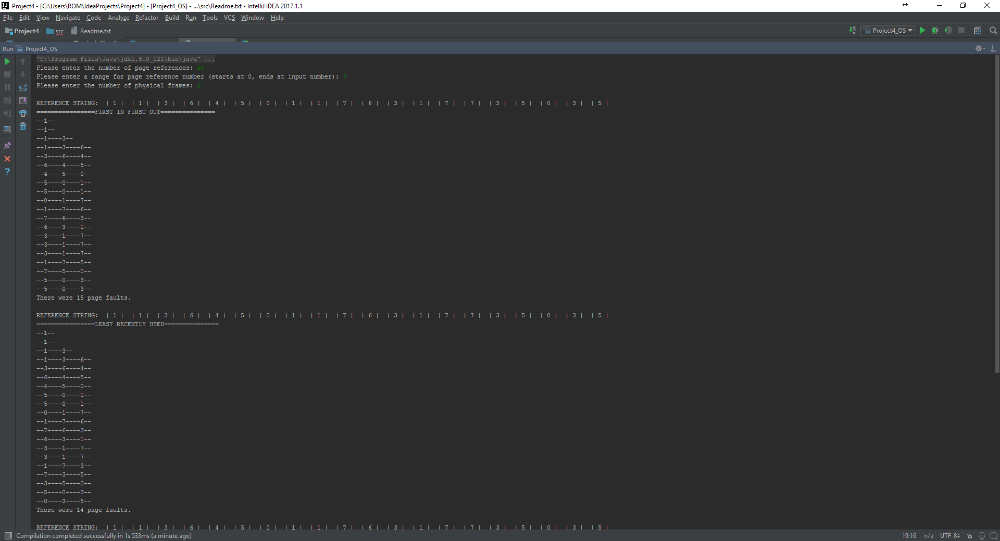 Project4 - [C:\Users\ROM\IdeaProjects\Project4] - [Project4_OS] - ...\src\Readme.txt - IntelliJ IDEA 2017.1.1
File Edit View Navigate Code Analyze Refactor Build Run Tools VCS Window Help
Project4 src Readme.txt Project4_OS
Run Project4_OS
"C:\Program Files\Java\jdk1.8.0_121\bin\java" ...
Please enter the number of page references: 20
Please enter a range for page reference number (starts at 0, ends at input number): 7
Please enter the number of physical frames: 3
REFERENCE STRING: | 1 | | 1 | | 3 | | 6 | | 4 | | 5 | | 0 | | 1 | | 1 | | 7 | | 6 | | 3 | | 1 | | 7 | | 7 | | 3 | | 5 | | 0 | | 3 | | 5 |
================FIRST IN FIRST OUT===============
--1--
--1--
--1----3--
--1----3----6--
--3----6----4--
--6----4----5--
--4----5----0--
--5----0----1--
--5----0----1--
--0----1----7--
--1----7----6--
--7----6----3--
--6----3----1--
--3----1----7--
--3----1----7--
--3----1----7--
--1----7----5--
--7----5----0--
--5----0----3--
--5----0----3--
There were 15 page faults.
REFERENCE STRING: | 1 | | 1 | | 3 | | 6 | | 4 | | 5 | | 0 | | 1 | | 1 | | 7 | | 6 | | 3 | | 1 | | 7 | | 7 | | 3 | | 5 | | 0 | | 3 | | 5 |
================LEAST RECENTLY USED===============
--1--
--1--
--1----3--
--1----3----6--
--3----6----4--
--6----4----5--
--4----5----0--
--5----0----1--
--5----0----1--
--0----1----7--
--1----7----6--
--7----6----3--
--6----3----1--
--3----1----7--
--3----1----7--
--1----7----3--
--7----3----5--
--3----5----0--
--5----0----3--
--0----3----5--
There were 14 page faults.
REFERENCE STRING: | 1 | | 1 | | 3 | | 6 | | 4 | | 5 | | 0 | | 1 | | 1 | | 7 | | 6 | | 3 | | 1 | | 7 | | 7 | | 3 | | 5 | | 0 | | 3 | | 5 |
Compilation completed successfully in 1s 533ms (a minute ago) 19:16 n/a UTF-8